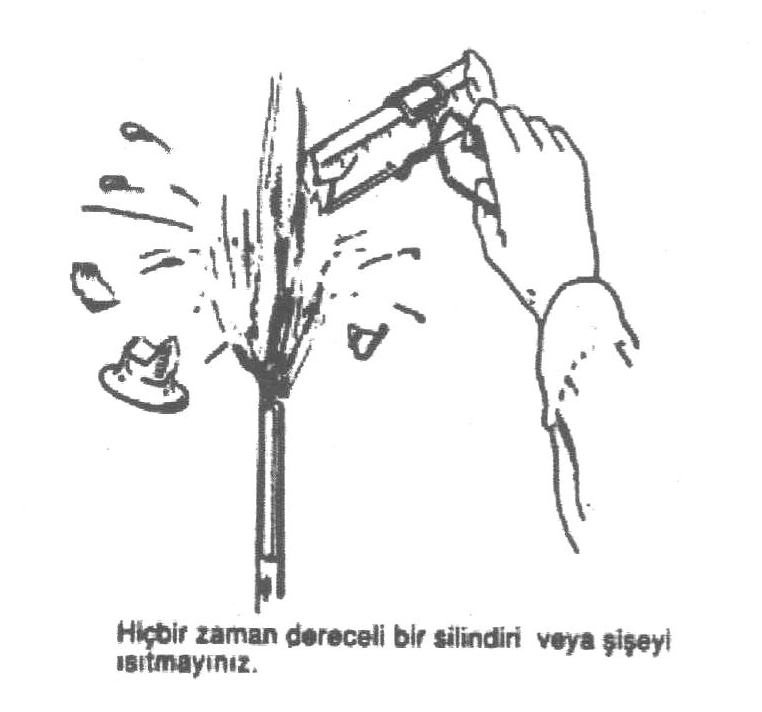 Hiçbir zaman dereceli bir silindiri veya şişeyi
ısıtmayınız.